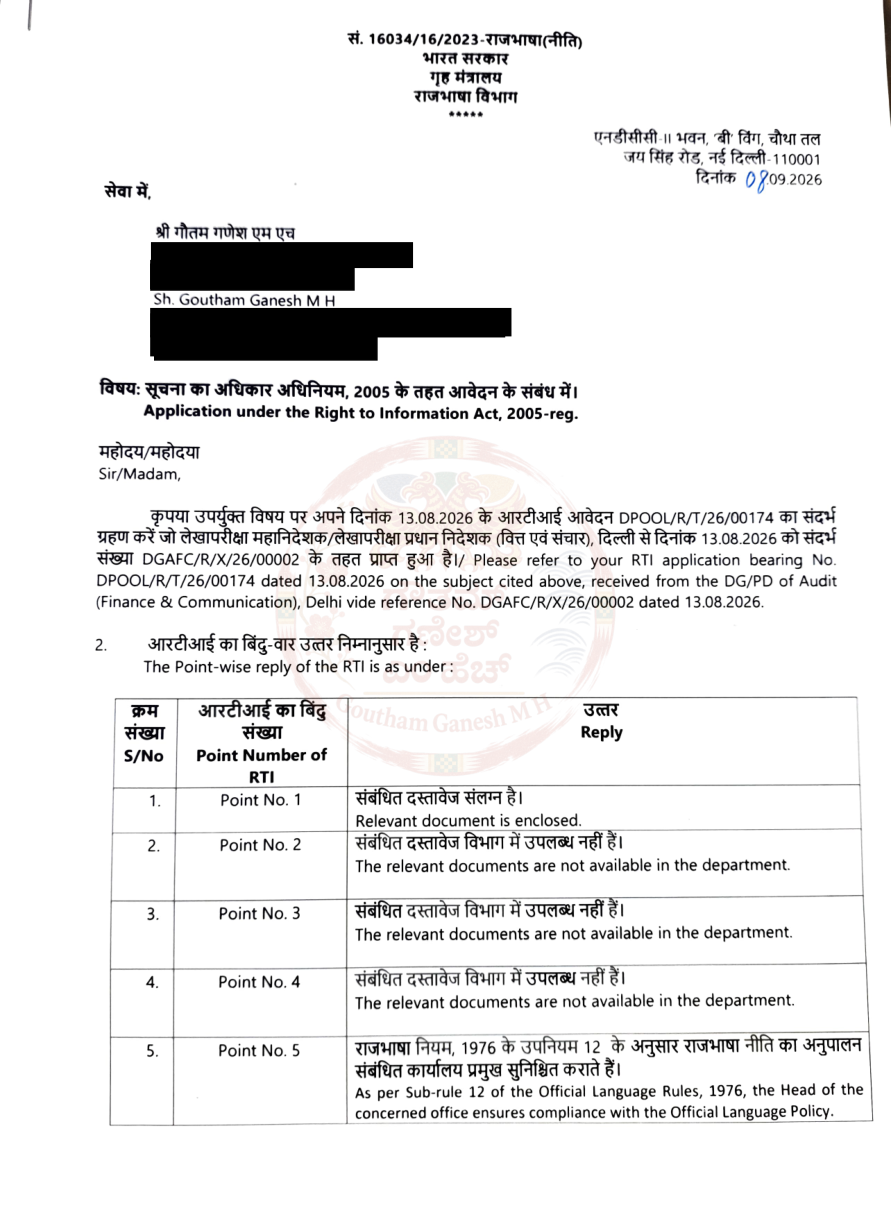 सं. 16034/16/2023-राजभाषा(नीति)
भारत सरकार
गृह मंत्रालय
राजभाषा विभाग
*****
एनडीसीसी-II भवन, 'बी' विंग, चौथा तल
जय सिंह रोड, नई दिल्ली-110001
दिनांक 08.09.2026
सेवा में,
श्री गौतम गणेश एम एच
Sh. Goutham Ganesh M H
विषय: सूचना का अधिकार अधिनियम, 2005 के तहत आवेदन के संबंध में।
Application under the Right to Information Act, 2005-reg.
महोदय/महोदया
Sir/Madam,
कृपया उपर्युक्त विषय पर अपने दिनांक 13.08.2026 के आरटीआई आवेदन DPOOL/R/T/26/00174 का संदर्भ
ग्रहण करें जो लेखापरीक्षा महानिदेशक/लेखापरीक्षा प्रधान निदेशक (वित्त एवं संचार), दिल्ली से दिनांक 13.08.2026 को संदर्भ
संख्या DGAFC/R/X/26/00002 के तहत प्राप्त हुआ है।/ Please refer to your RTI application bearing No.
DPOOL/R/T/26/00174 dated 13.08.2026 on the subject cited above, received from the DG/PD of Audit
(Finance & Communication), Delhi vide reference No. DGAFC/R/X/26/00002 dated 13.08.2026.
ಗೌತಮ್
ಗಣೇಶ್
ಎಂ ಹೆಚ್
Goutham Ganesh M H
2. आरटीआई का बिंदु-वार उत्तर निम्नानुसार है :
The Point-wise reply of the RTI is as under :
क्रम संख्या S/No
आरटीआई का बिंदु संख्या Point Number of RTI
उत्तर Reply
1. Point No. 1 संबंधित दस्तावेज संलग्न है।
Relevant document is enclosed.
2. Point No. 2 संबंधित दस्तावेज विभाग में उपलब्ध नहीं हैं।
The relevant documents are not available in the department.
3. Point No. 3 संबंधित दस्तावेज विभाग में उपलब्ध नहीं हैं।
The relevant documents are not available in the department.
4. Point No. 4 संबंधित दस्तावेज विभाग में उपलब्ध नहीं हैं।
The relevant documents are not available in the department.
5. Point No. 5 राजभाषा नियम, 1976 के उपनियम 12 के अनुसार राजभाषा नीति का अनुपालन
संबंधित कार्यालय प्रमुख सुनिश्चित कराते हैं।
As per Sub-rule 12 of the Official Language Rules, 1976, the Head of the
concerned office ensures compliance with the Official Language Policy.